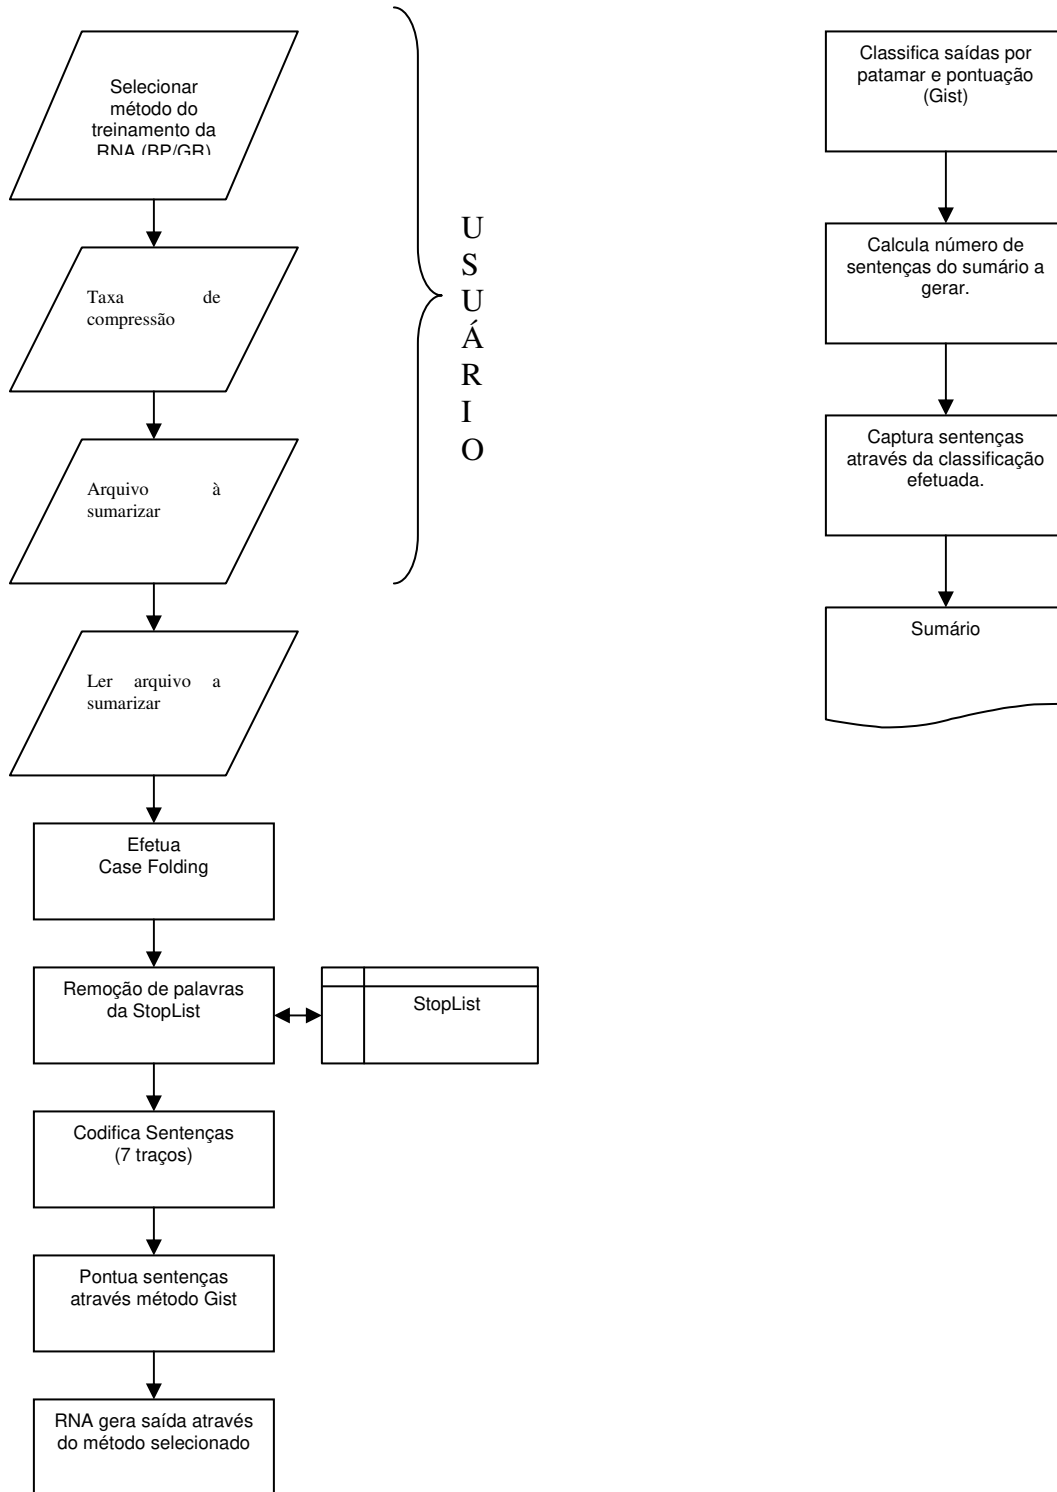 Selecionar
método do
treinamento da
RNA (BP/GR)
Taxa de
compressão
Arquivo à
sumarizar
U
S
U
Á
R
I
O
Ler arquivo a
sumarizar
Efetua
Case Folding
Remoção de palavras
da StopList
StopList
Codifica Sentenças
(7 traços)
Pontua sentenças
através método Gist
RNA gera saída através
do método selecionado
Classifica saídas por
patamar e pontuação
(Gist)
Calcula número de
sentenças do sumário a
gerar.
Captura sentenças
através da classificação
efetuada.
Sumário